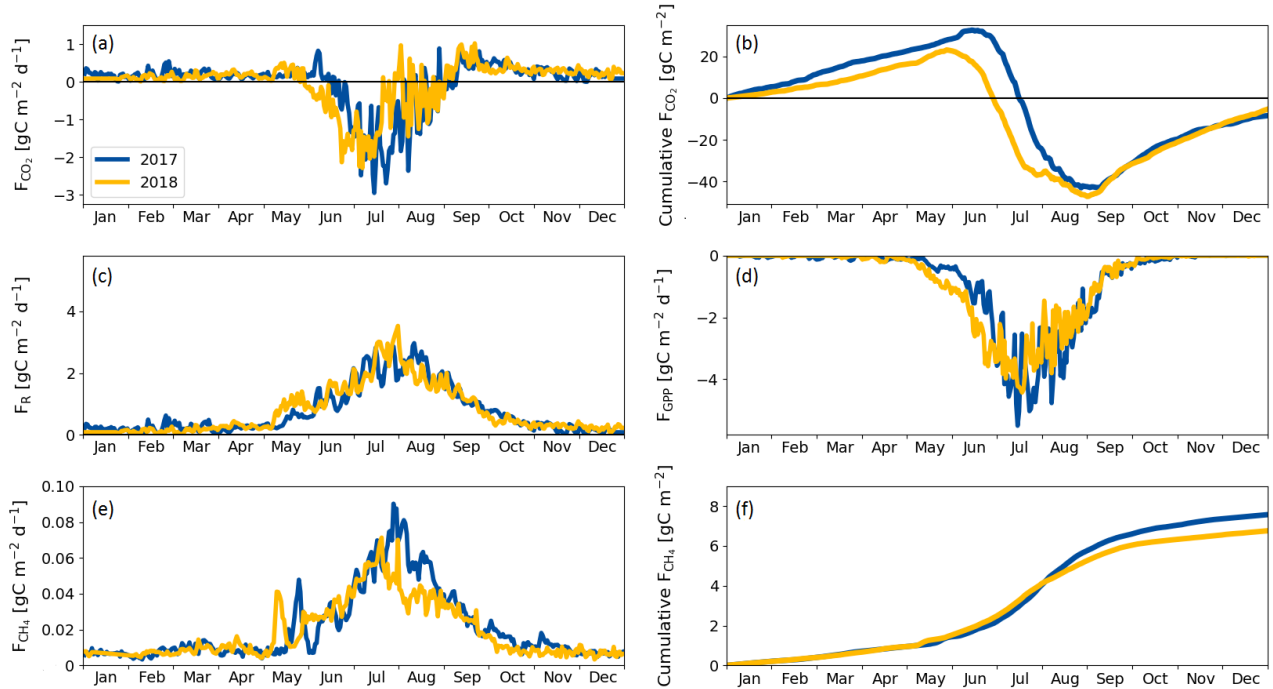 (a)
F_CO₂ [gC m⁻² d⁻¹]
1
0
−1
−2
−3
2017
2018
Jan Feb Mar Apr May Jun Jul Aug Sep Oct Nov Dec
(b)
Cumulative F_CO₂ [gC m⁻²]
20
0
−20
−40
Jan Feb Mar Apr May Jun Jul Aug Sep Oct Nov Dec
(c)
F_R [gC m⁻² d⁻¹]
4
2
0
Jan Feb Mar Apr May Jun Jul Aug Sep Oct Nov Dec
(d)
F_GPP [gC m⁻² d⁻¹]
0
−2
−4
Jan Feb Mar Apr May Jun Jul Aug Sep Oct Nov Dec
(e)
F_CH₄ [gC m⁻² d⁻¹]
0.10
0.08
0.06
0.04
0.02
0
Jan Feb Mar Apr May Jun Jul Aug Sep Oct Nov Dec
(f)
Cumulative F_CH₄ [gC m⁻²]
8
6
4
2
0
Jan Feb Mar Apr May Jun Jul Aug Sep Oct Nov Dec